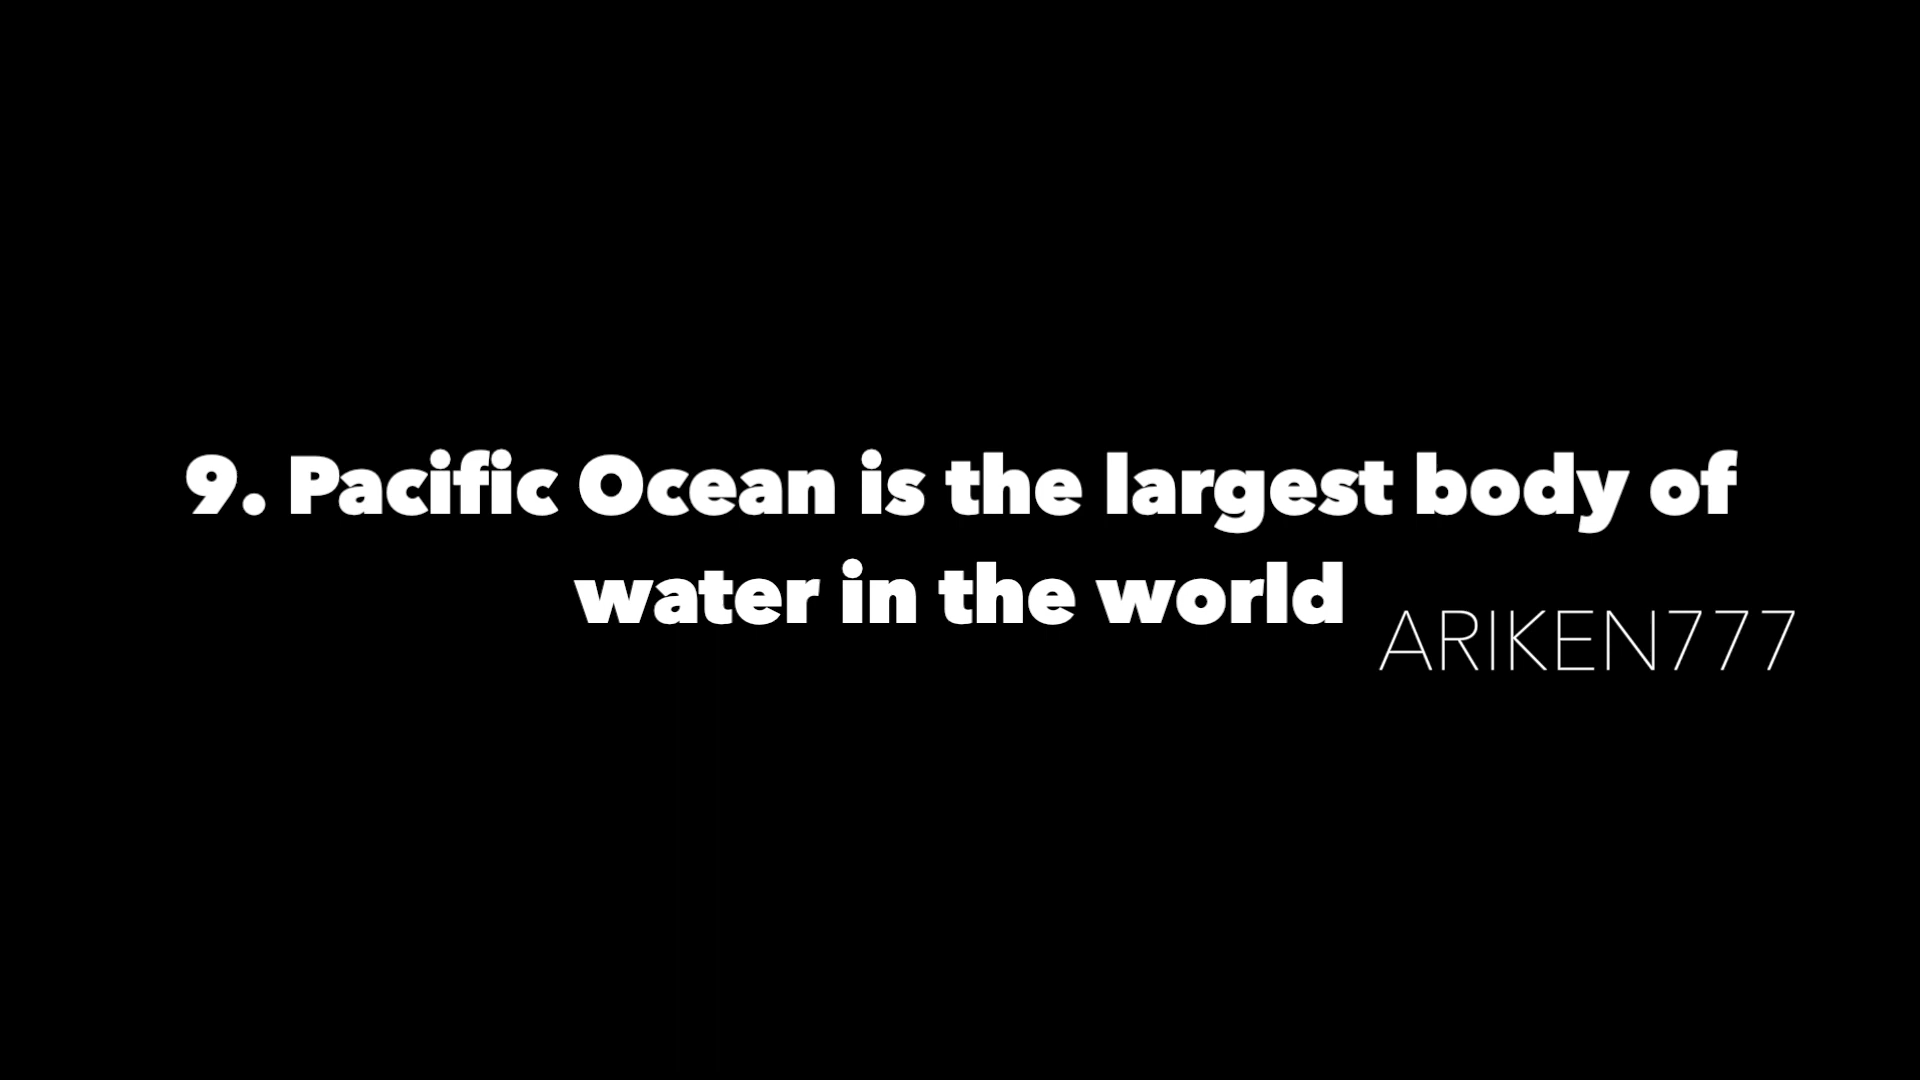 9. Pacific Ocean is the largest body of
water in the world
ARIKEN777